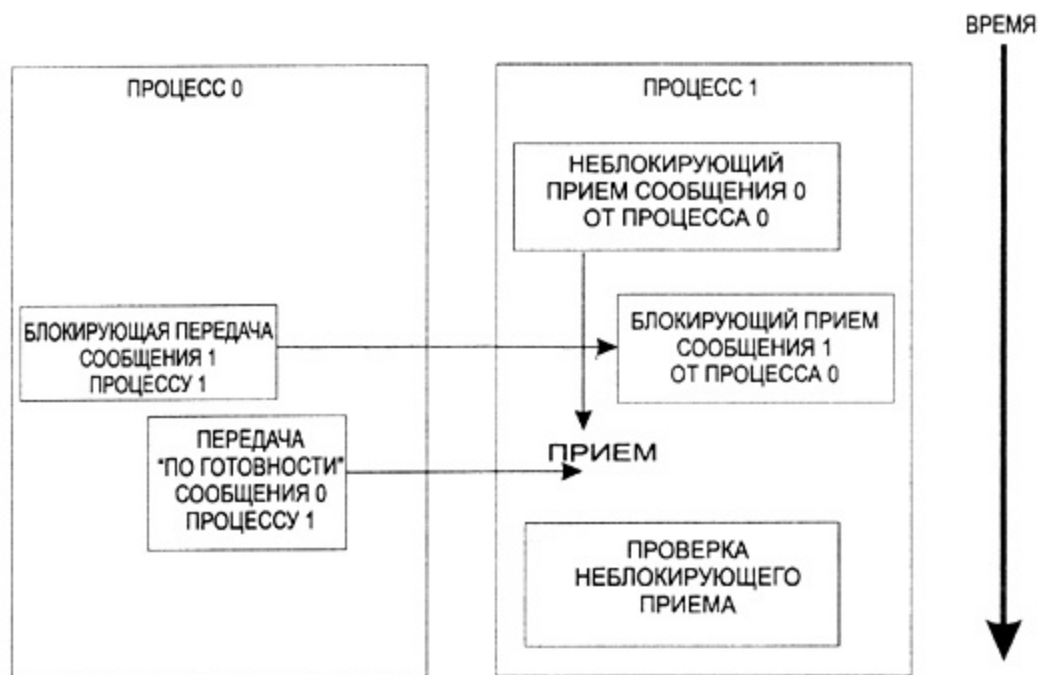 ВРЕМЯ
ПРОЦЕСС 0
ПРОЦЕСС 1
НЕБЛОКИРУЮЩИЙ
ПРИЕМ СООБЩЕНИЯ 0
ОТ ПРОЦЕССА 0
БЛОКИРУЮЩАЯ ПЕРЕДАЧА
СООБЩЕНИЯ 1
ПРОЦЕССУ 1
БЛОКИРУЮЩИЙ ПРИЕМ
СООБЩЕНИЯ 1
ОТ ПРОЦЕССА 0
ПЕРЕДАЧА
"ПО ГОТОВНОСТИ"
СООБЩЕНИЯ 0
ПРОЦЕССУ 1
ПРИЕМ
ПРОВЕРКА
НЕБЛОКИРУЮЩЕГО
ПРИЕМА